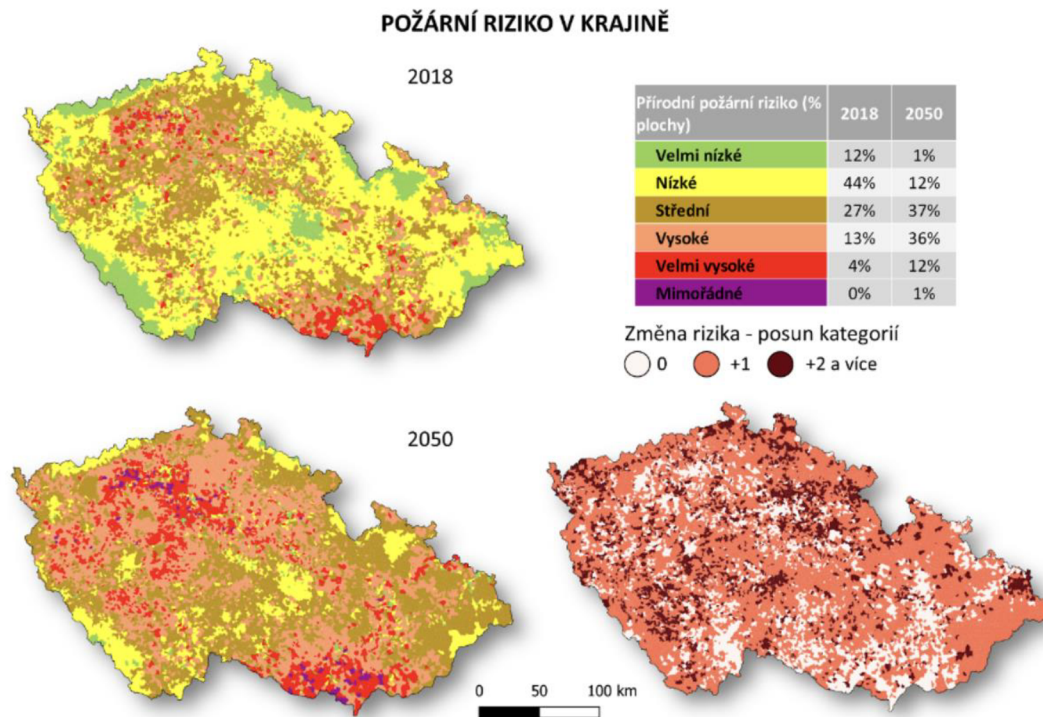 POŽÁRNÍ RIZIKO V KRAJINĚ
2018
Přírodní požární riziko (% plochy) 2018 2050
Velmi nízké 12% 1%
Nízké 44% 12%
Střední 27% 37%
Vysoké 13% 36%
Velmi vysoké 4% 12%
Mimořádné 0% 1%
Změna rizika - posun kategorií
0 +1 +2 a více
2050
0 50 100 km